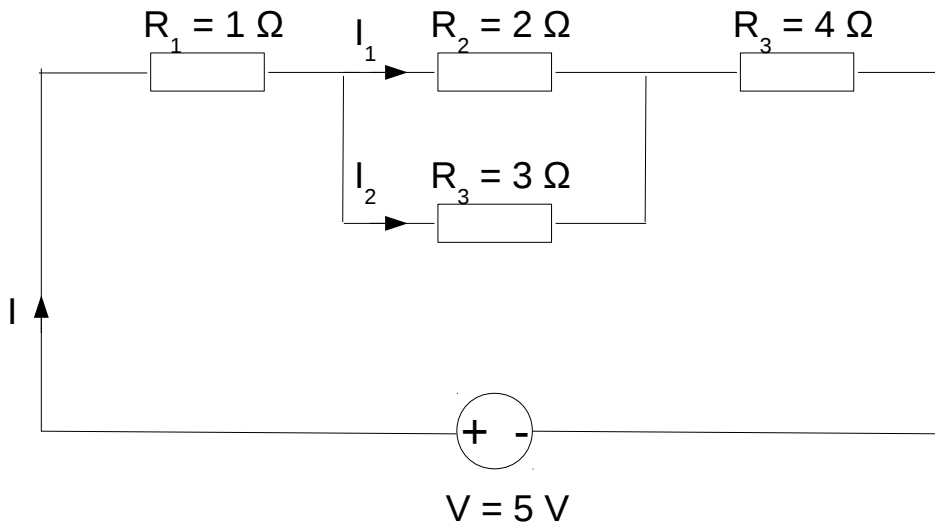 R1 = 1 Ω
I1
R2 = 2 Ω
R3 = 4 Ω
I2
R3 = 3 Ω
I
+ -
V = 5 V